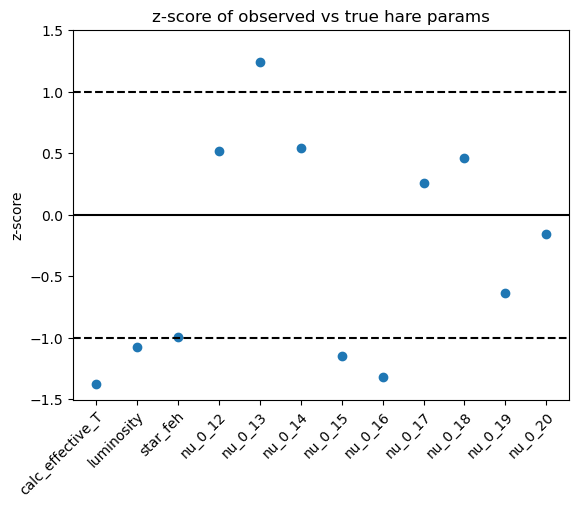 z-score of observed vs true hare params
z-score
1.5
1.0
0.5
0.0
−0.5
−1.0
−1.5
calc_effective_T
luminosity
star_feh
nu_0_12
nu_0_13
nu_0_14
nu_0_15
nu_0_16
nu_0_17
nu_0_18
nu_0_19
nu_0_20